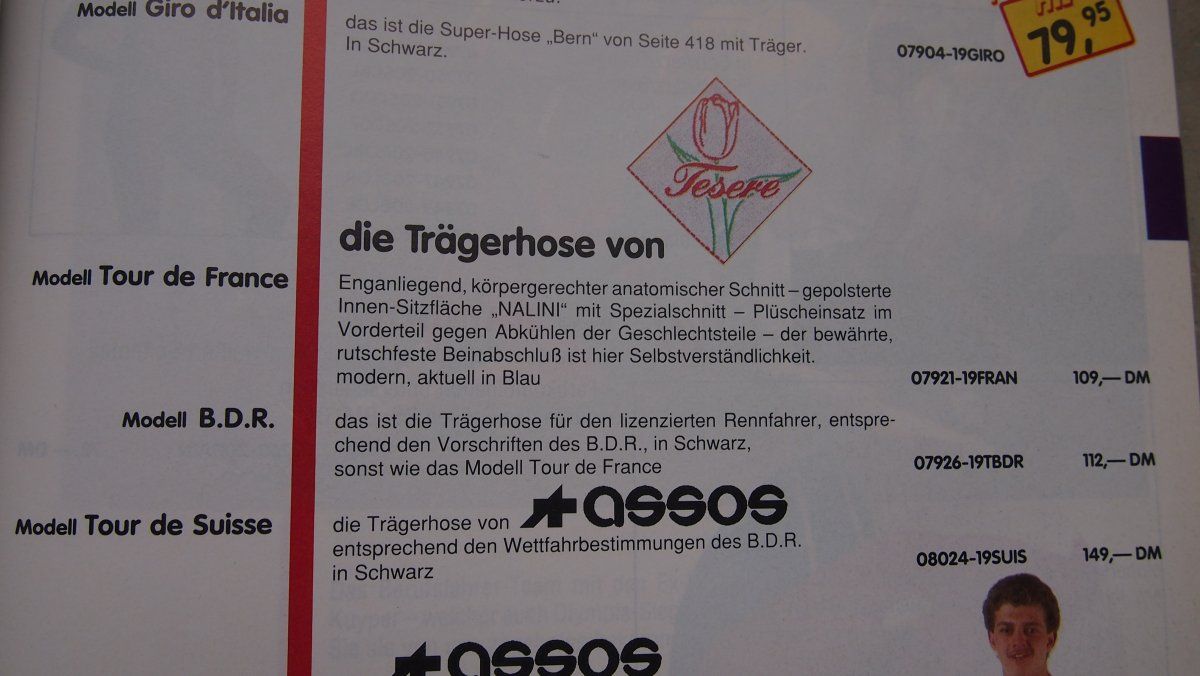 Modell Giro d'Italia
das ist die Super-Hose „Bern“ von Seite 418 mit Träger.
In Schwarz.
07904-19GIRO
79,95
Tesere
die Trägerhose von
Modell Tour de France
Enganliegend, körpergerechter anatomischer Schnitt – gepolsterte
Innen-Sitzfläche „NALINI“ mit Spezialschnitt – Plüscheinsatz im
Vorderteil gegen Abkühlen der Geschlechtsteile – der bewährte,
rutschfeste Beinabschluß ist hier Selbstverständlichkeit.
modern, aktuell in Blau
07921-19FRAN 109,— DM
Modell B.D.R.
das ist die Trägerhose für den lizenzierten Rennfahrer, entspre-
chend den Vorschriften des B.D.R., in Schwarz,
sonst wie das Modell Tour de France
07926-19TBDR 112,— DM
Modell Tour de Suisse
die Trägerhose von assos
entsprechend den Wettfahrbestimmungen des B.D.R.
in Schwarz
08024-19SUIS 149,— DM
assos